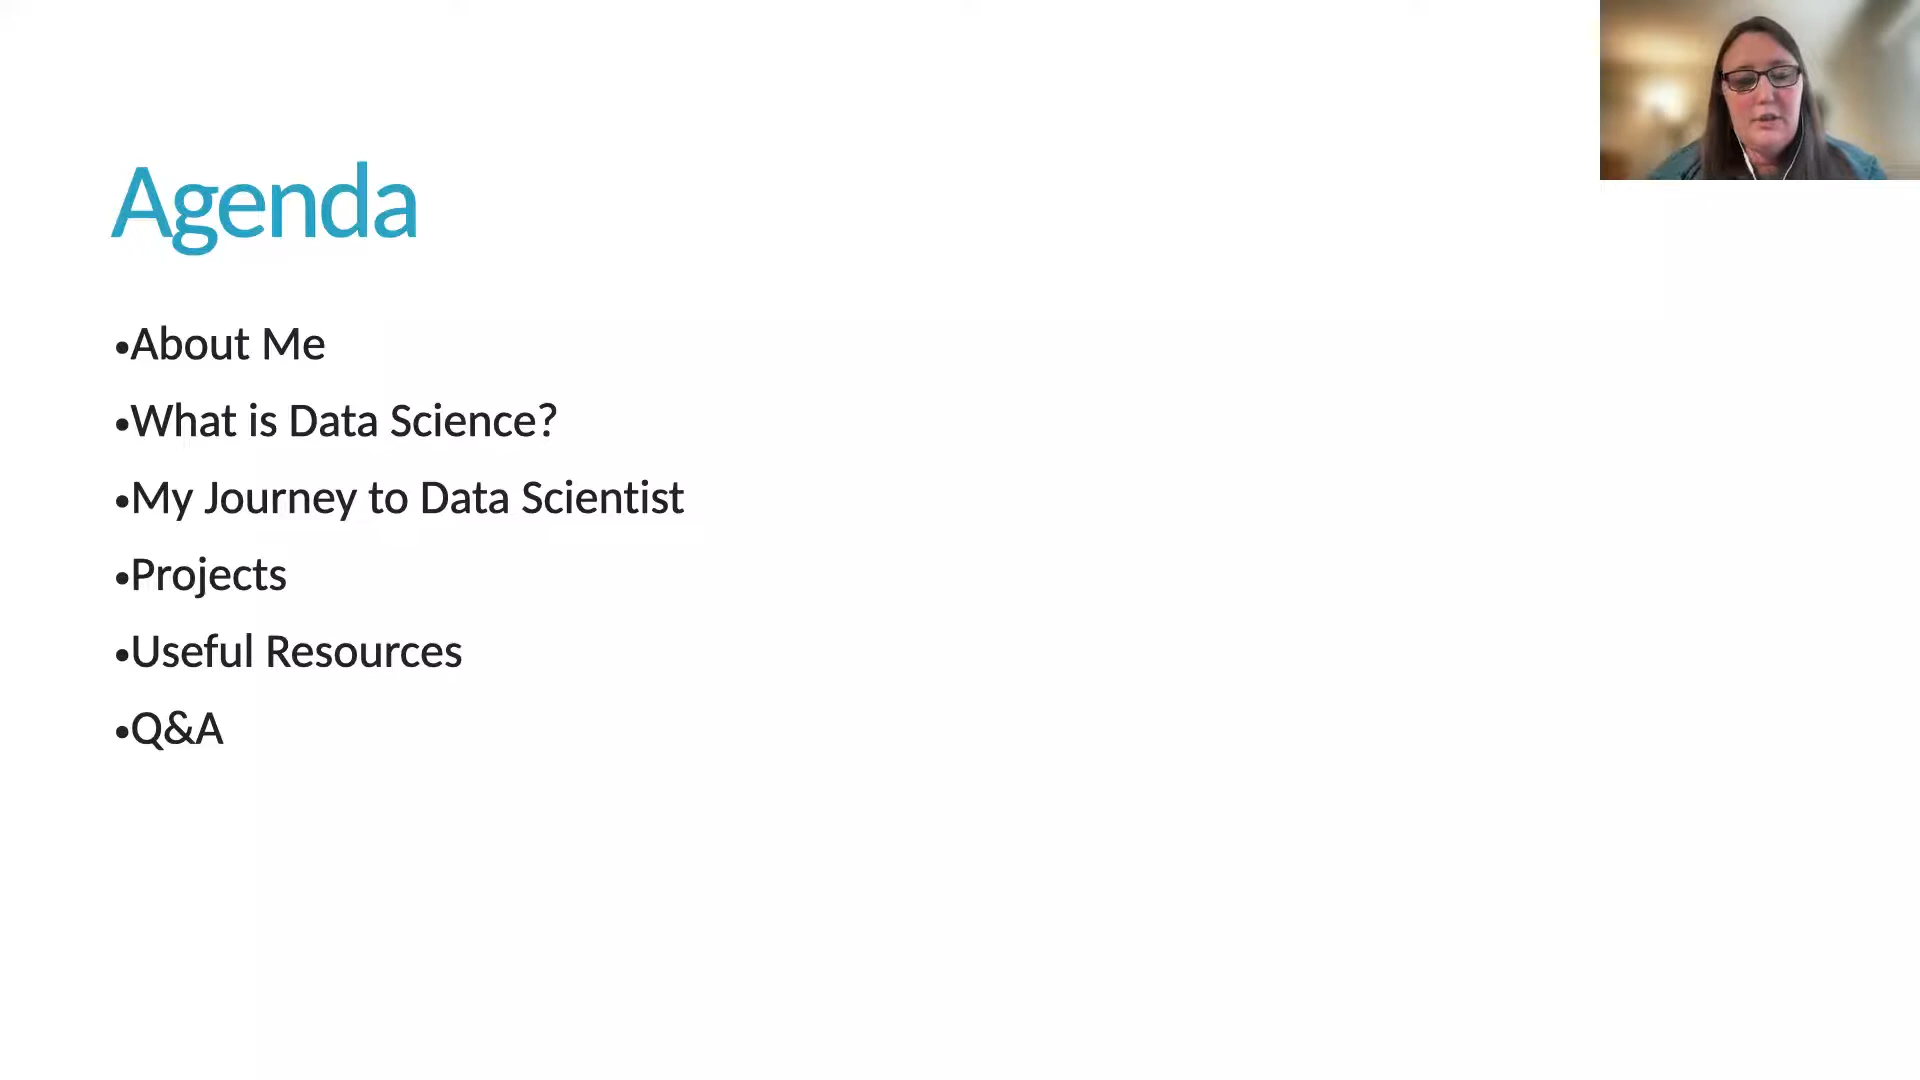 Agenda
•About Me
•What is Data Science?
•My Journey to Data Scientist
•Projects
•Useful Resources
•Q&A